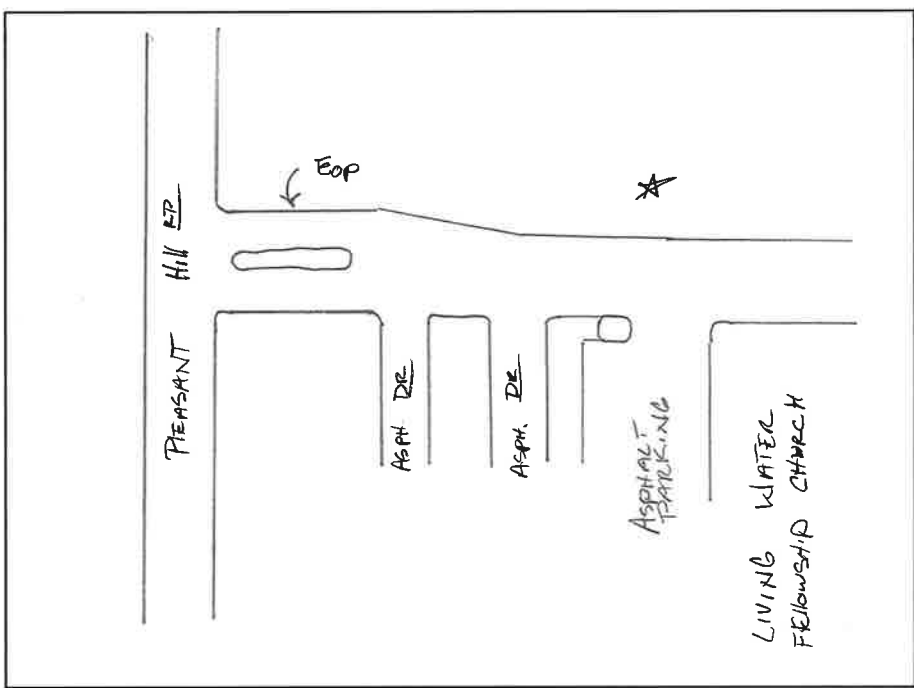 EOP
PLEASANT Hill RD
ASPH. DR
ASPH. DR
ASPHALT
PARKING
LIVING WATER
FELLOWSHIP CHURCH